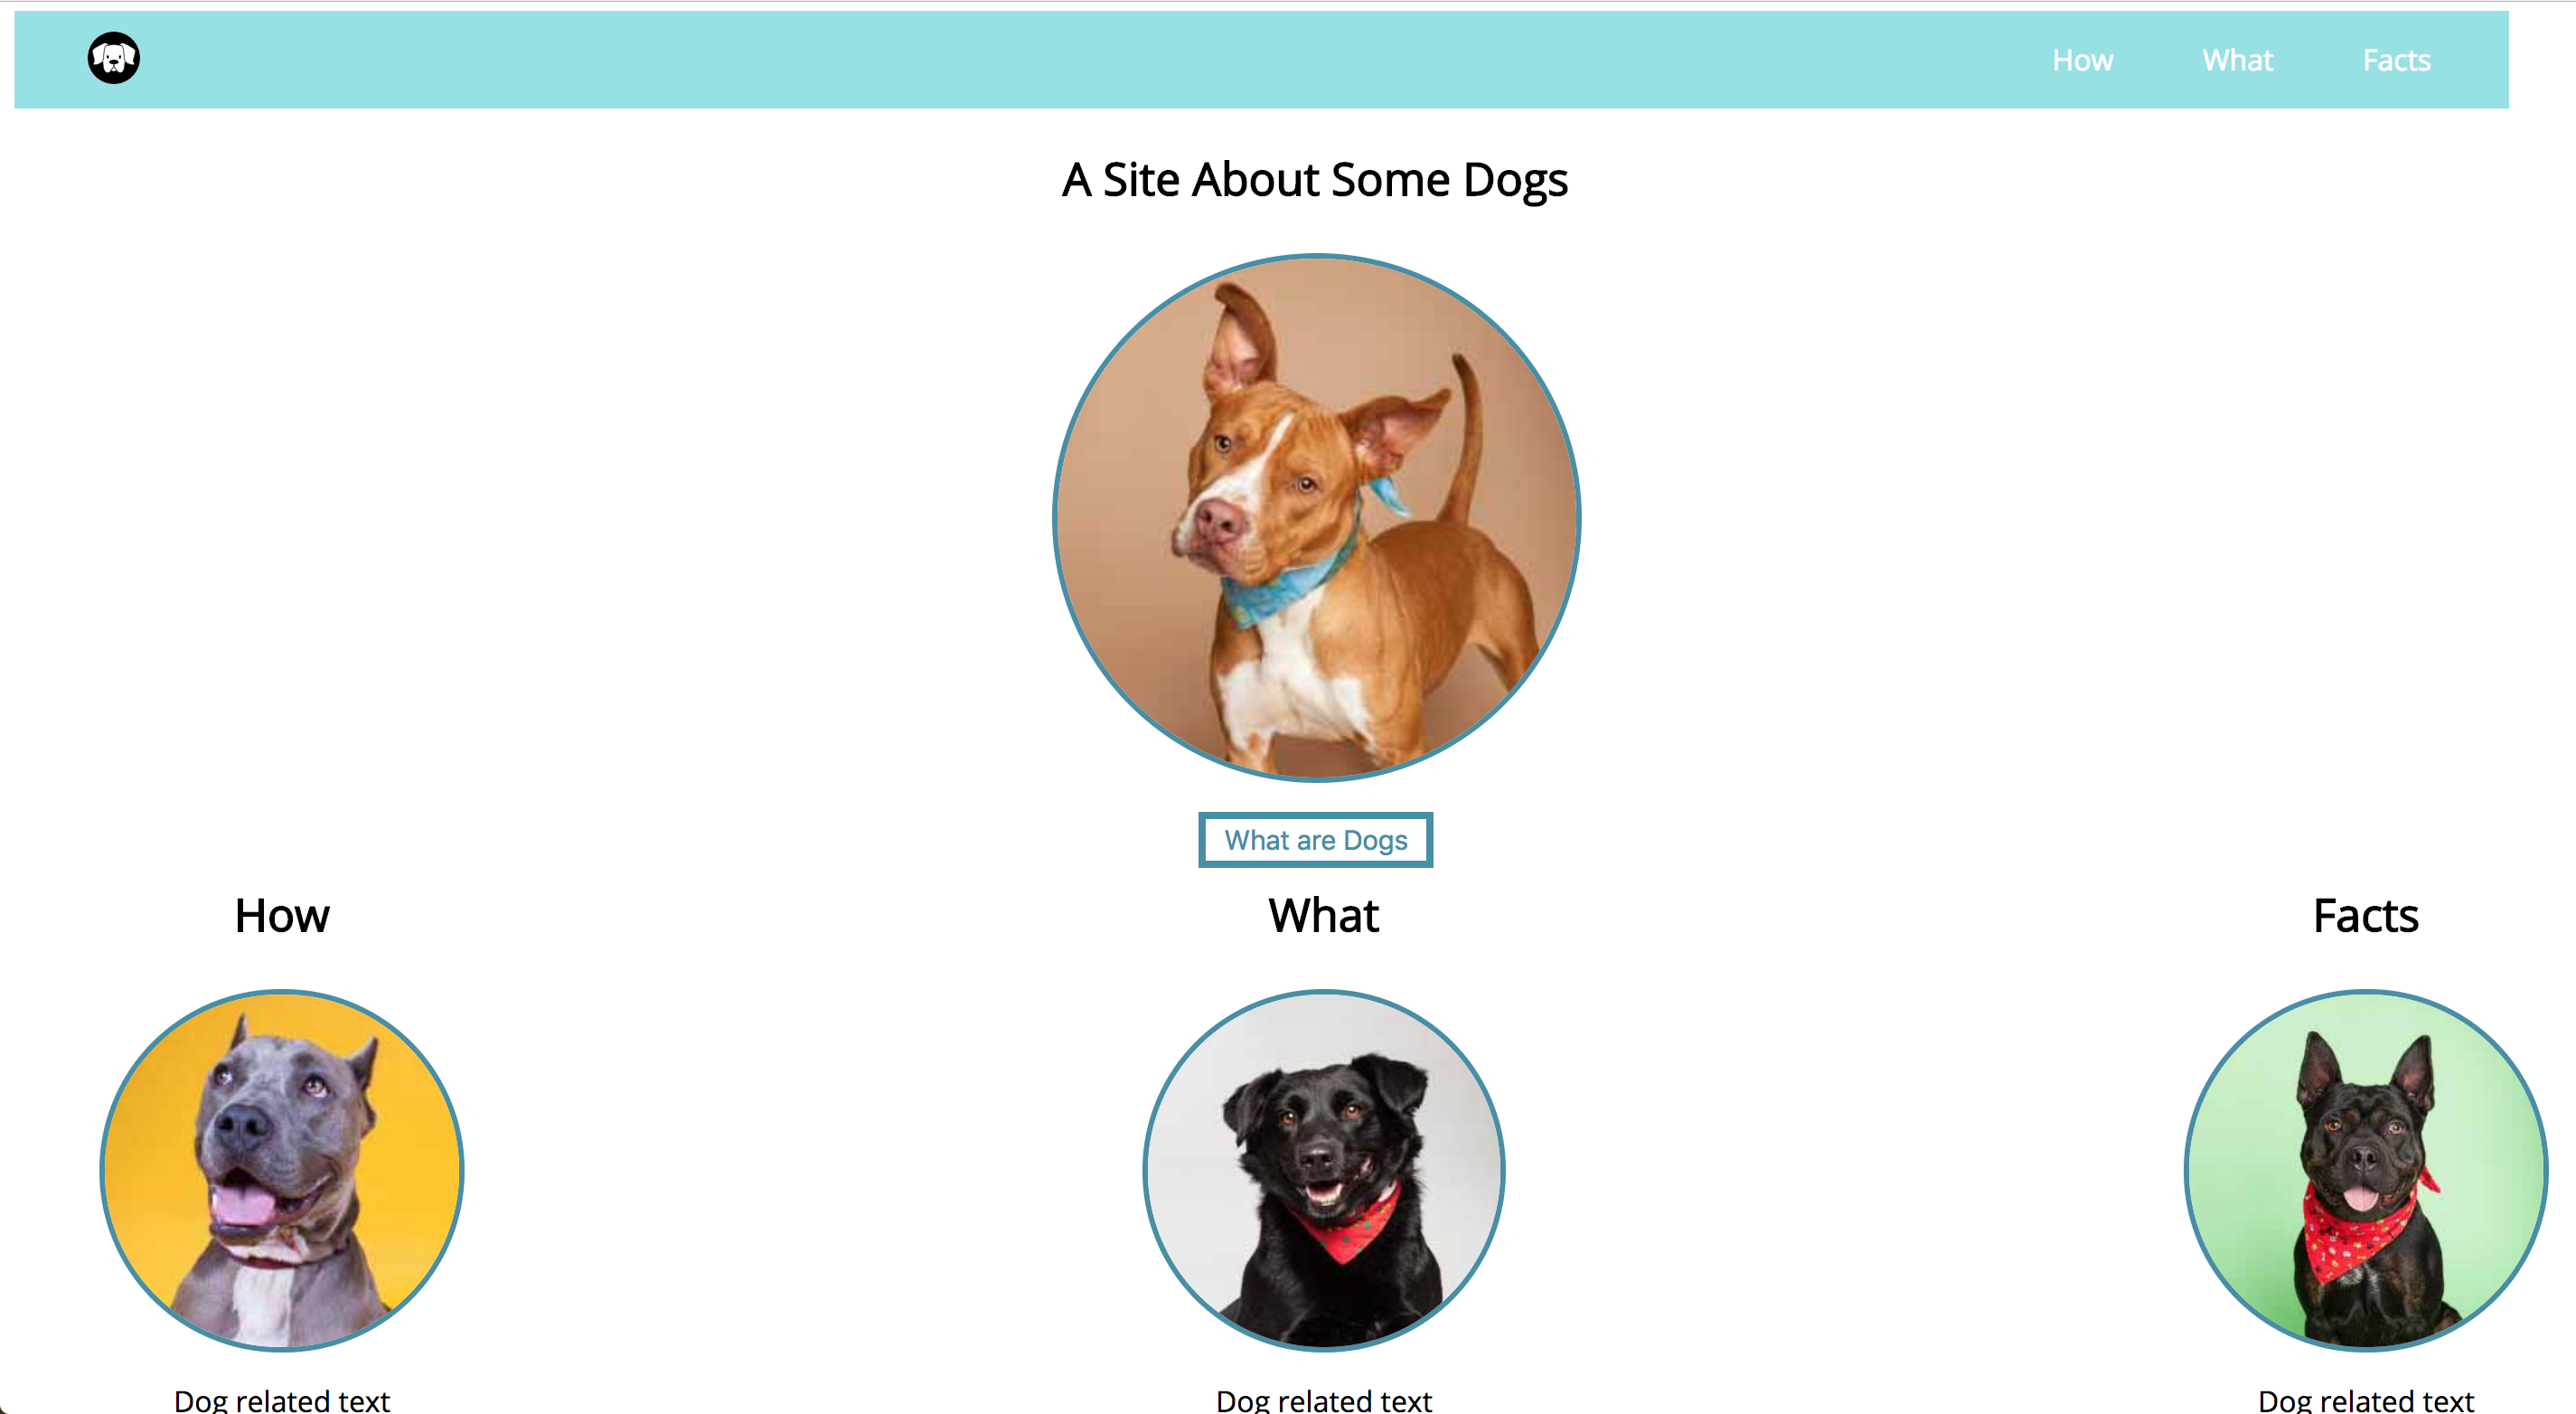 How What Facts
A Site About Some Dogs
What are Dogs
How What Facts
Dog related text Dog related text Dog related text